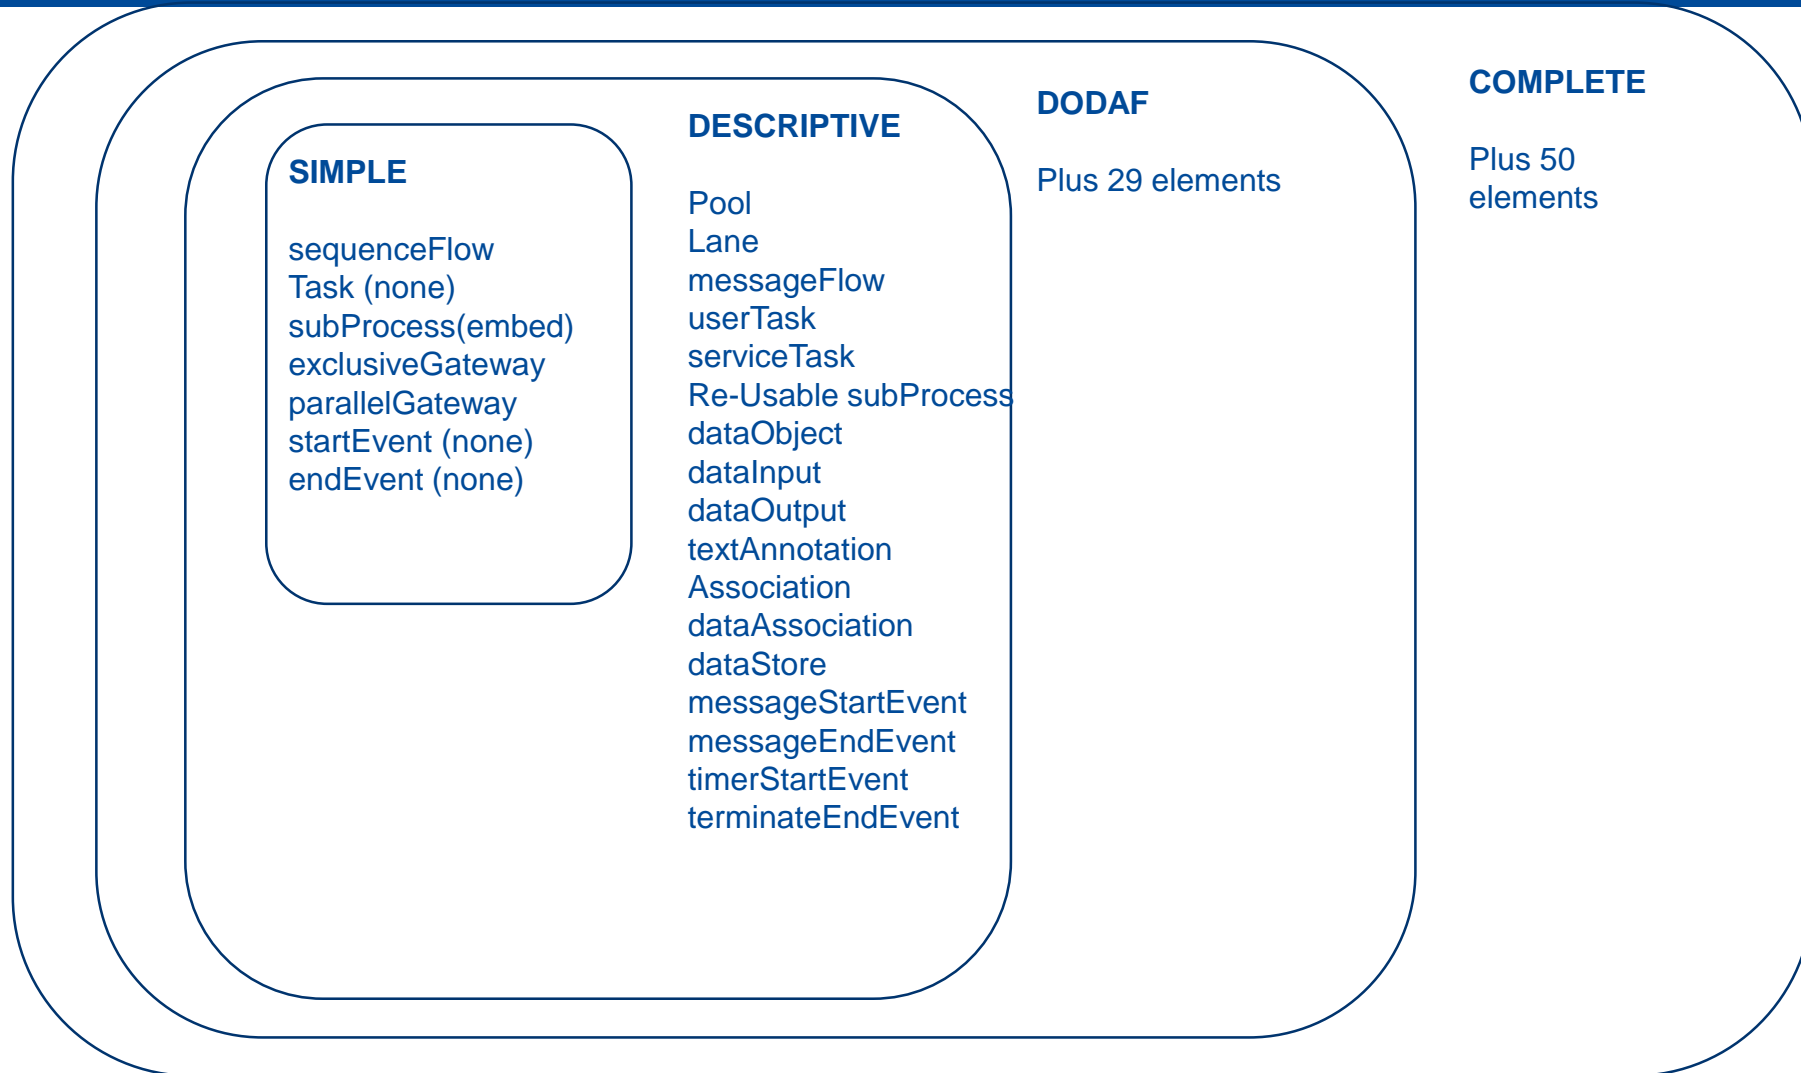 SIMPLE
sequenceFlow
Task (none)
subProcess(embed)
exclusiveGateway
parallelGateway
startEvent (none)
endEvent (none)
DESCRIPTIVE
Pool
Lane
messageFlow
userTask
serviceTask
Re-Usable subProcess
dataObject
dataInput
dataOutput
textAnnotation
Association
dataAssociation
dataStore
messageStartEvent
messageEndEvent
timerStartEvent
terminateEndEvent
DODAF
Plus 29 elements
COMPLETE
Plus 50
elements